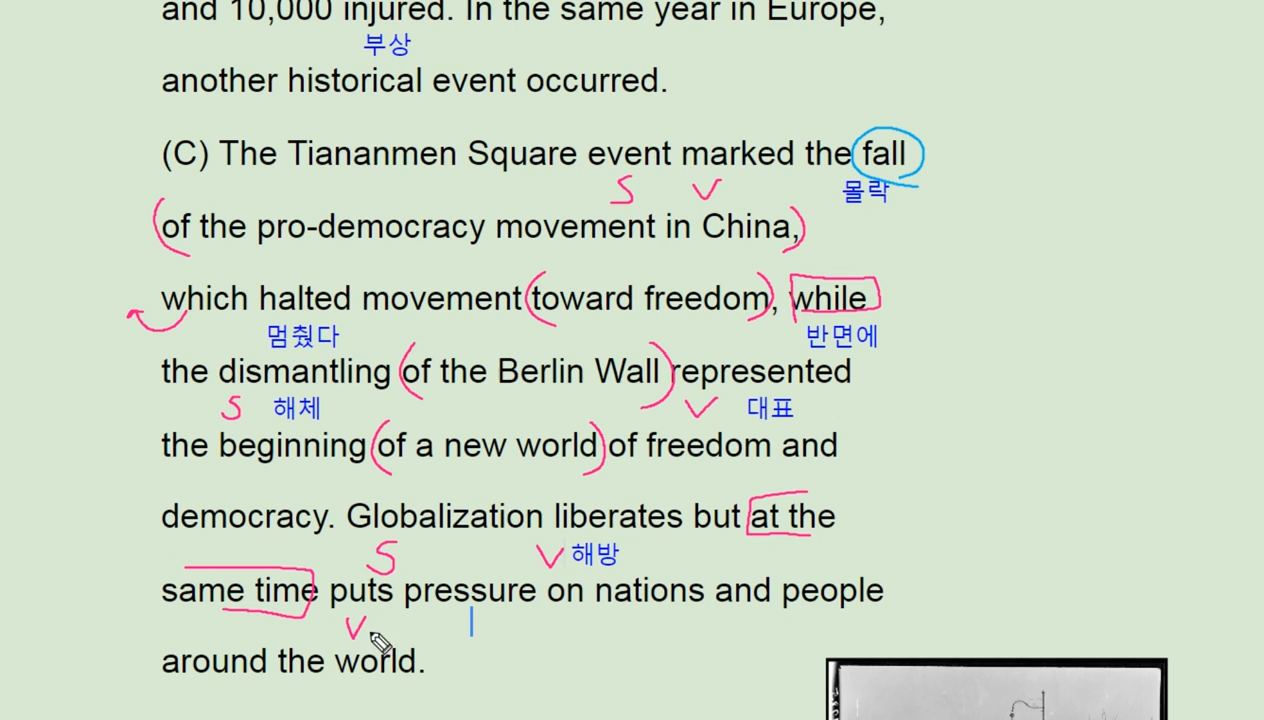 and 10,000 injured. In the same year in Europe,
부상
another historical event occurred.
(C) The Tiananmen Square event marked the fall
S V 몰락
of the pro-democracy movement in China,
which halted movement toward freedom, while
멈췄다 반면에
the dismantling of the Berlin Wall represented
S 해체 V 대표
the beginning of a new world of freedom and
democracy. Globalization liberates but at the
S V 해방
same time puts pressure on nations and people
V
around the world.